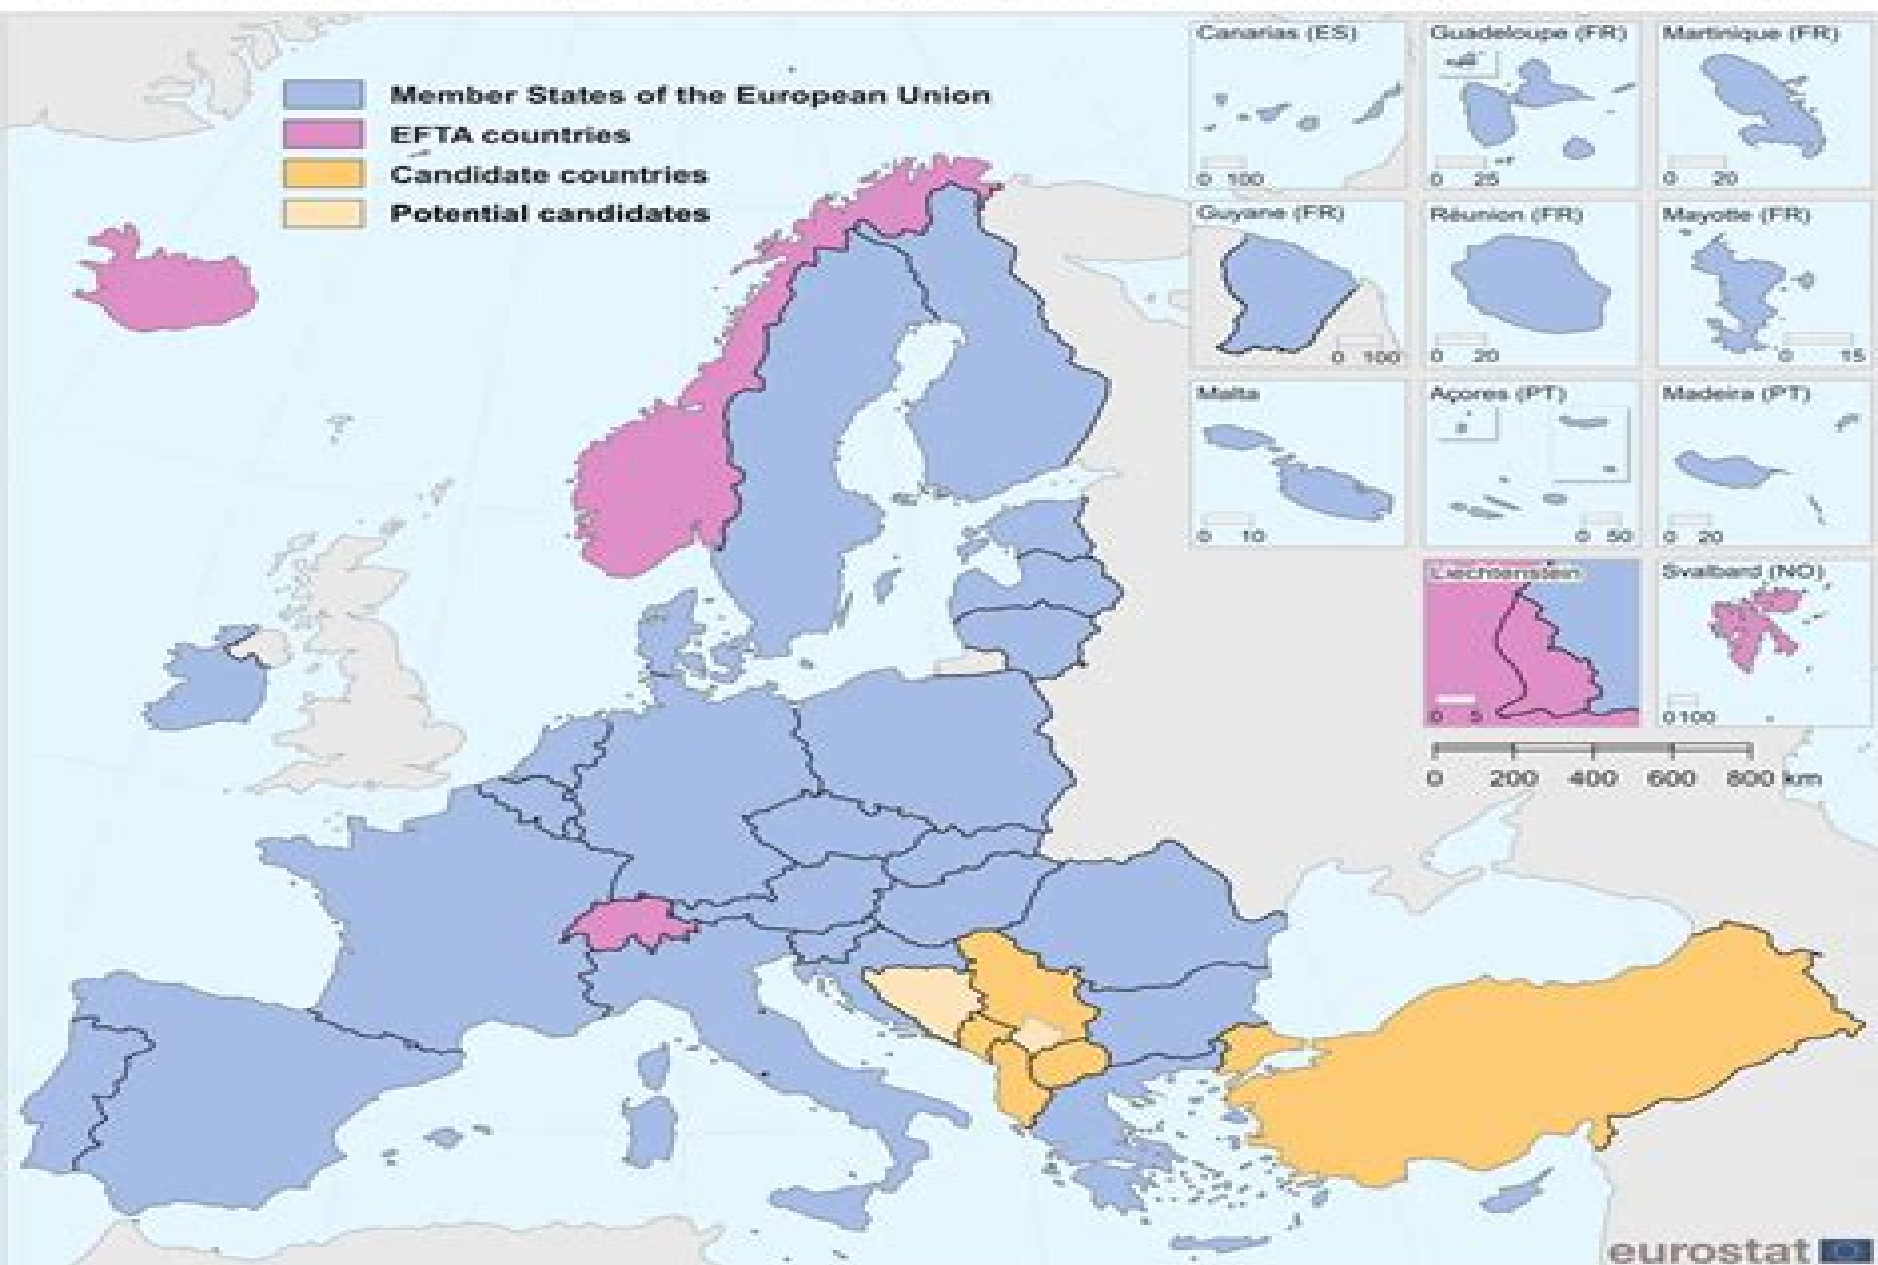 Member States of the European Union
EFTA countries
Candidate countries
Potential candidates
Canarias (ES)
0 100
Guadeloupe (FR)
0 25
Martinique (FR)
0 20
Guyane (FR)
0 100
Réunion (FR)
0 20
Mayotte (FR)
0 15
Malta
0 10
Açores (PT)
0 50
Madeira (PT)
0 20
Liechtenstein
0 5
Svalbard (NO)
0 100
0 200 400 600 800 km
eurostat